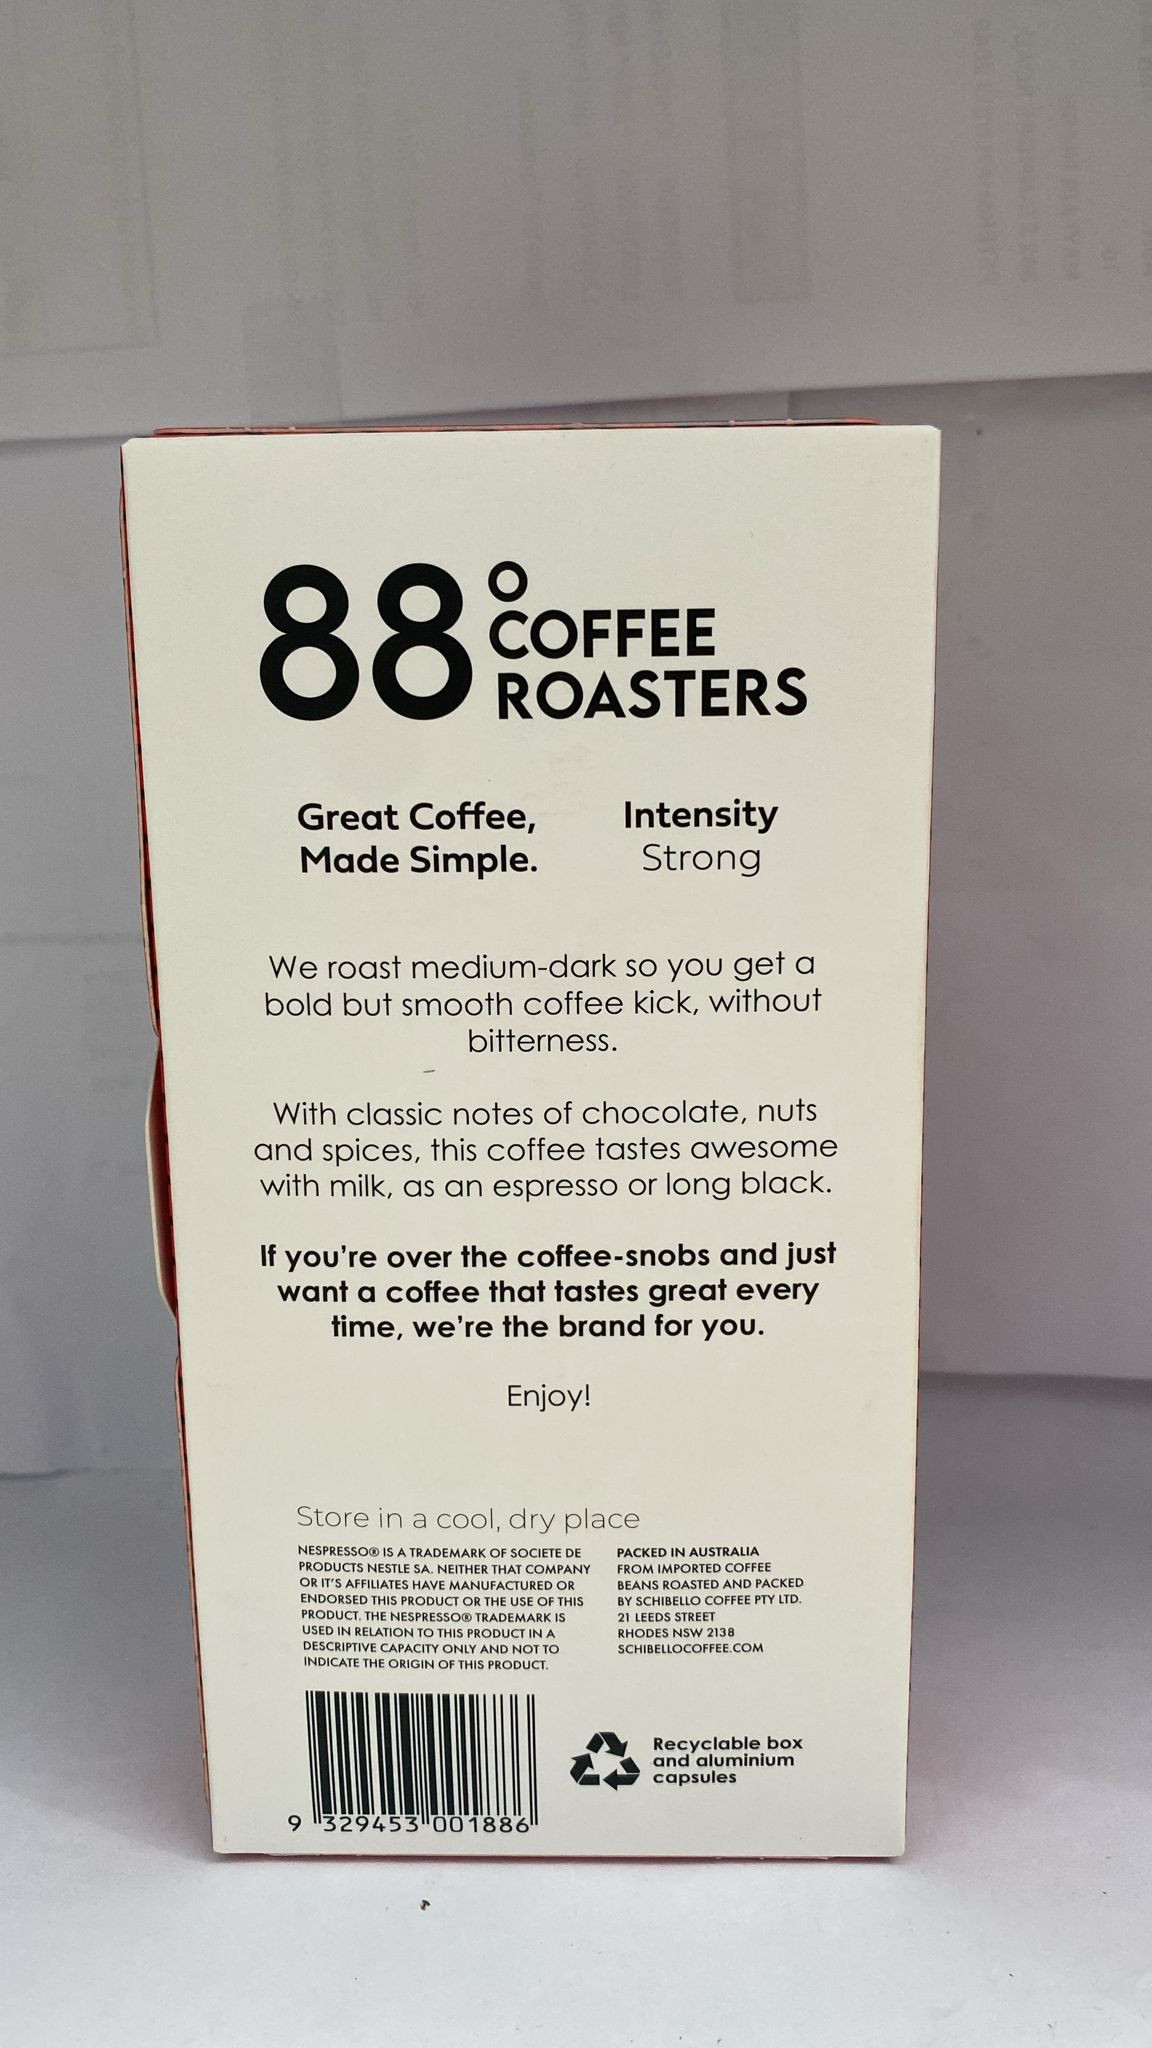 88° COFFEE
ROASTERS
Great Coffee,
Made Simple.
Intensity
Strong
We roast medium-dark so you get a
bold but smooth coffee kick, without
bitterness.
With classic notes of chocolate, nuts
and spices, this coffee tastes awesome
with milk, as an espresso or long black.
If you're over the coffee-snobs and just
want a coffee that tastes great every
time, we're the brand for you.
Enjoy!
Store in a cool, dry place
NESPRESSO® IS A TRADEMARK OF SOCIETE DE
PRODUCTS NESTLE SA. NEITHER THAT COMPANY
OR IT'S AFFILIATES HAVE MANUFACTURED OR
ENDORSED THIS PRODUCT OR THE USE OF THIS
PRODUCT. THE NESPRESSO® TRADEMARK IS
USED IN RELATION TO THIS PRODUCT IN A
DESCRIPTIVE CAPACITY ONLY AND NOT TO
INDICATE THE ORIGIN OF THIS PRODUCT.
PACKED IN AUSTRALIA
FROM IMPORTED COFFEE
BEANS ROASTED AND PACKED
BY SCHIBELLO COFFEE PTY LTD.
21 LEEDS STREET
RHODES NSW 2138
SCHIBELLOCOFFEE.COM
9 329453 001886
Recyclable box
and aluminium
capsules